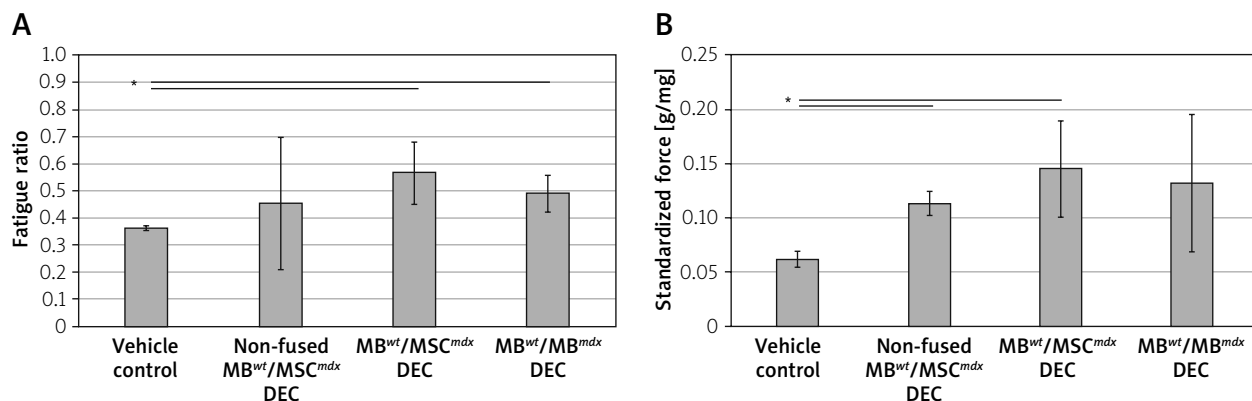 A
Fatigue ratio
1.0
0.9
0.8
0.7
0.6
0.5
0.4
0.3
0.2
0.1
0
*
Vehicle
control
Non-fused
MBwt/MSCmdx
DEC
MBwt/MSCmdx
DEC
MBwt/MBmdx
DEC
B
Standardized force [g/mg]
0.25
0.20
0.15
0.10
0.05
0
*
Vehicle
control
Non-fused
MBwt/MSCmdx
DEC
MBwt/MSCmdx
DEC
MBwt/MBmdx
DEC